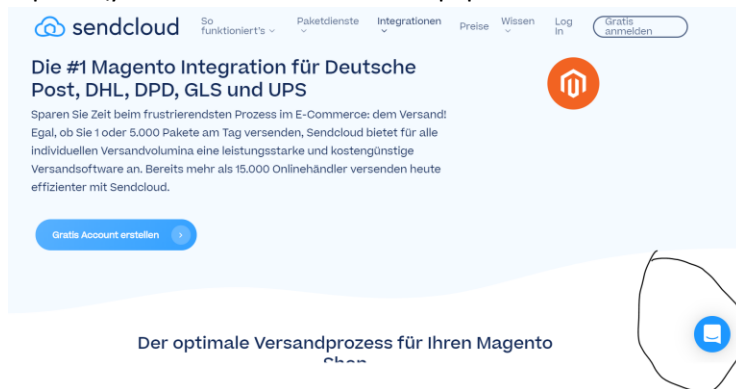 sendcloud
So funktioniert's
Paketdienste
Integrationen
Preise
Wissen
Log In
Gratis anmelden
Die #1 Magento Integration für Deutsche
Post, DHL, DPD, GLS und UPS
Sparen Sie Zeit beim frustrierendsten Prozess im E-Commerce: dem Versand!
Egal, ob Sie 1 oder 5.000 Pakete am Tag versenden, Sendcloud bietet für alle
individuellen Versandvolumina eine leistungsstarke und kostengünstige
Versandsoftware an. Bereits mehr als 15.000 Onlinehändler versenden heute
effizienter mit Sendcloud.
Gratis Account erstellen
Der optimale Versandprozess für Ihren Magento
Shop